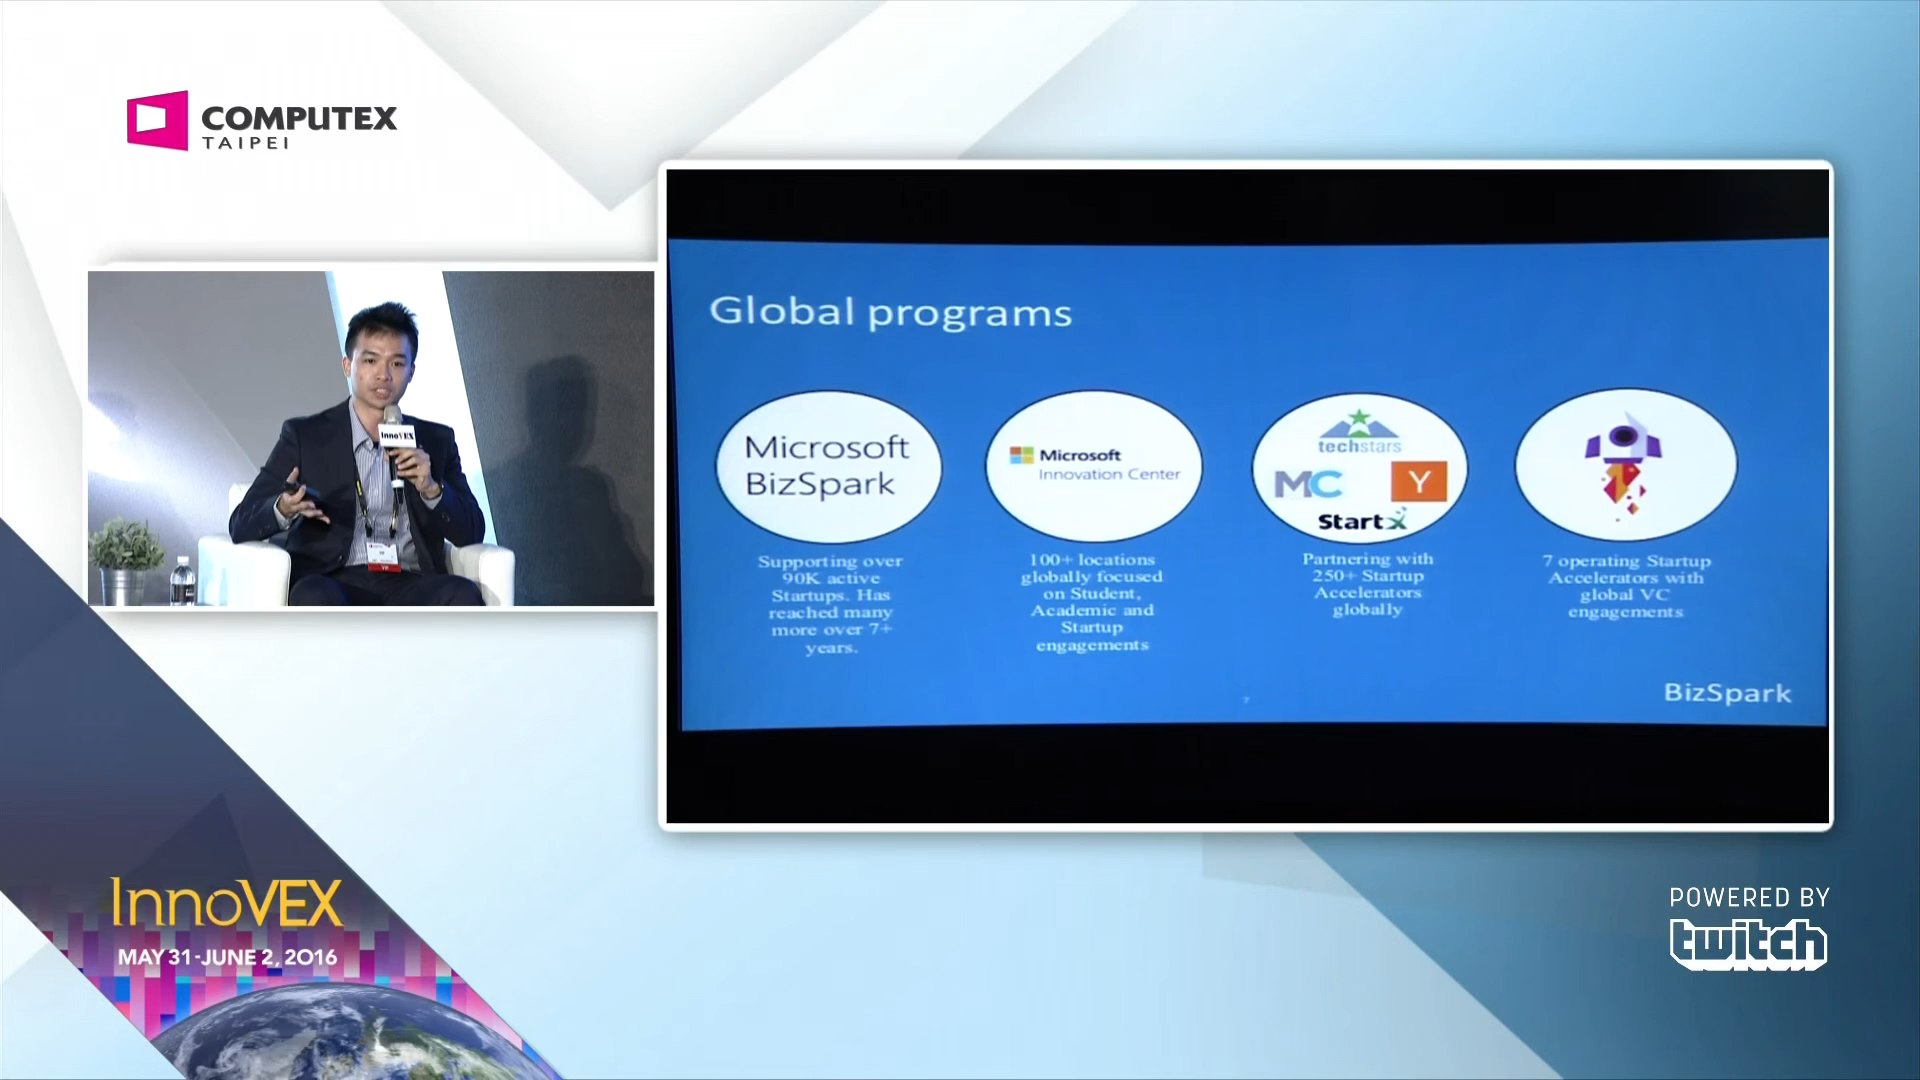 COMPUTEX
TAIPEI
InnoVEX
Global programs
Microsoft
BizSpark
Supporting over
90K active
Startups. Has
reached many
more over 7+
years.
Microsoft
Innovation Center
100+ locations
globally focused
on Student,
Academic and
Startup
engagements
techstars
MC
Y
StartX
Partnering with
250+ Startup
Accelerators
globally
7 operating Startup
Accelerators with
global VC
engagements
7
BizSpark
InnoVEX
MAY 31-JUNE 2, 2016
POWERED BY
twitch